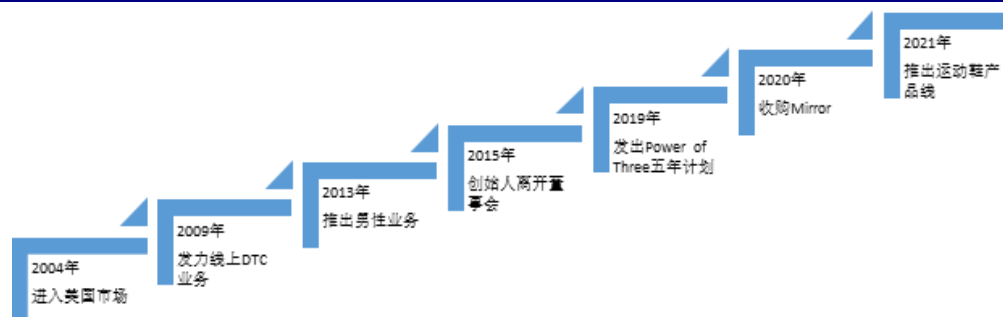 2004年
进入美国市场
2009年
发力线上DTC
业务
2013年
推出男性业务
2015年
创始人离开董
事会
2019年
发出Power of
Three五年计划
2020年
收购Mirror
2021年
推出运动鞋产
品线